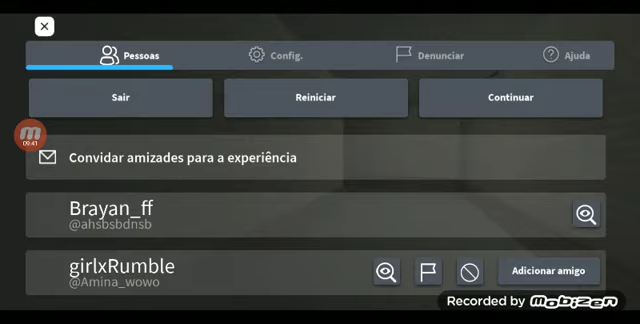 Pessoas
Config.
Denunciar
Ajuda
Sair
Reiniciar
Continuar
09:41
Convidar amizades para a experiência
Brayan_ff
@ahsbsbdnsb
girlxRumble
@Amina_wowo
Adicionar amigo
Recorded by mobizen